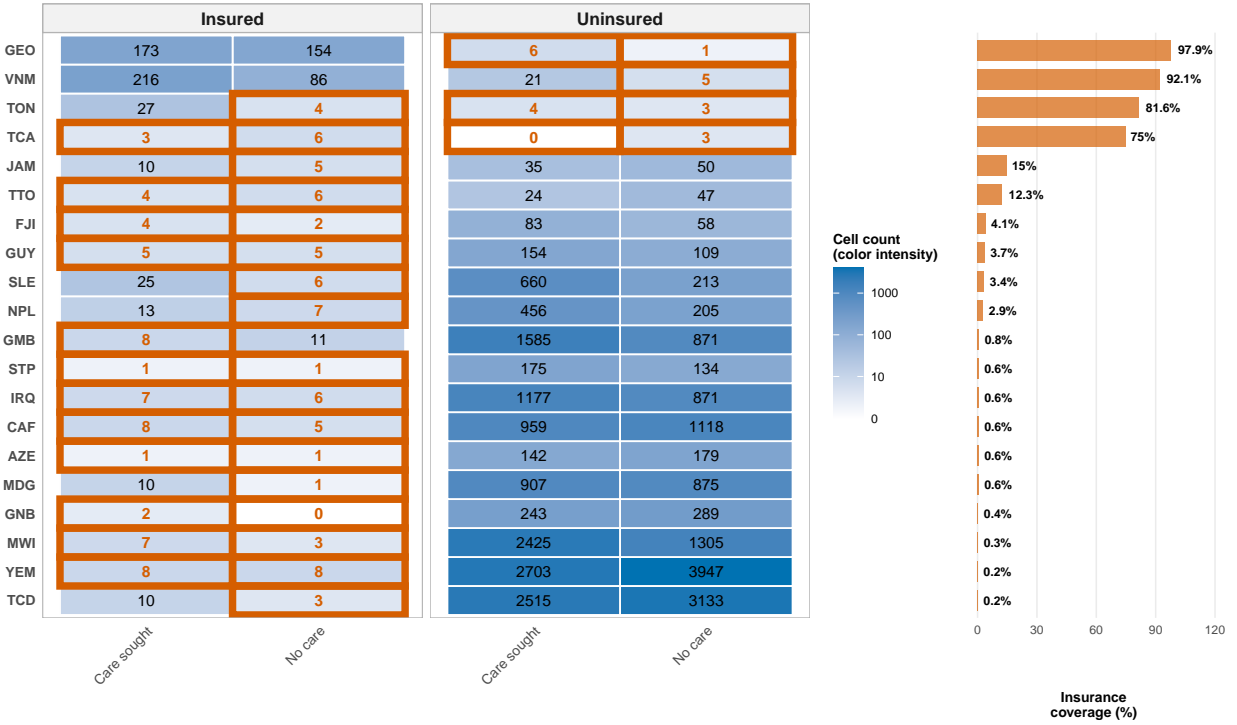 Insured Uninsured
GEO 173 154 6 1 97.9%
VNM 216 86 21 5 92.1%
TON 27 4 4 3 81.6%
TCA 3 6 0 3 75%
JAM 10 5 35 50 15%
TTO 4 6 24 47 12.3%
FJI 4 2 83 58 4.1%
GUY 5 5 154 109 3.7%
SLE 25 6 660 213 3.4%
NPL 13 7 456 205 2.9%
GMB 8 11 1585 871 0.8%
STP 1 1 175 134 0.6%
IRQ 7 6 1177 871 0.6%
CAF 8 5 959 1118 0.6%
AZE 1 1 142 179 0.6%
MDG 10 1 907 875 0.6%
GNB 2 0 243 289 0.4%
MWI 7 3 2425 1305 0.3%
YEM 8 8 2703 3947 0.2%
TCD 10 3 2515 3133 0.2%
Care sought No care Care sought No care
Cell count
(color intensity)
1000
100
10
0
0 30 60 90 120
Insurance
coverage (%)